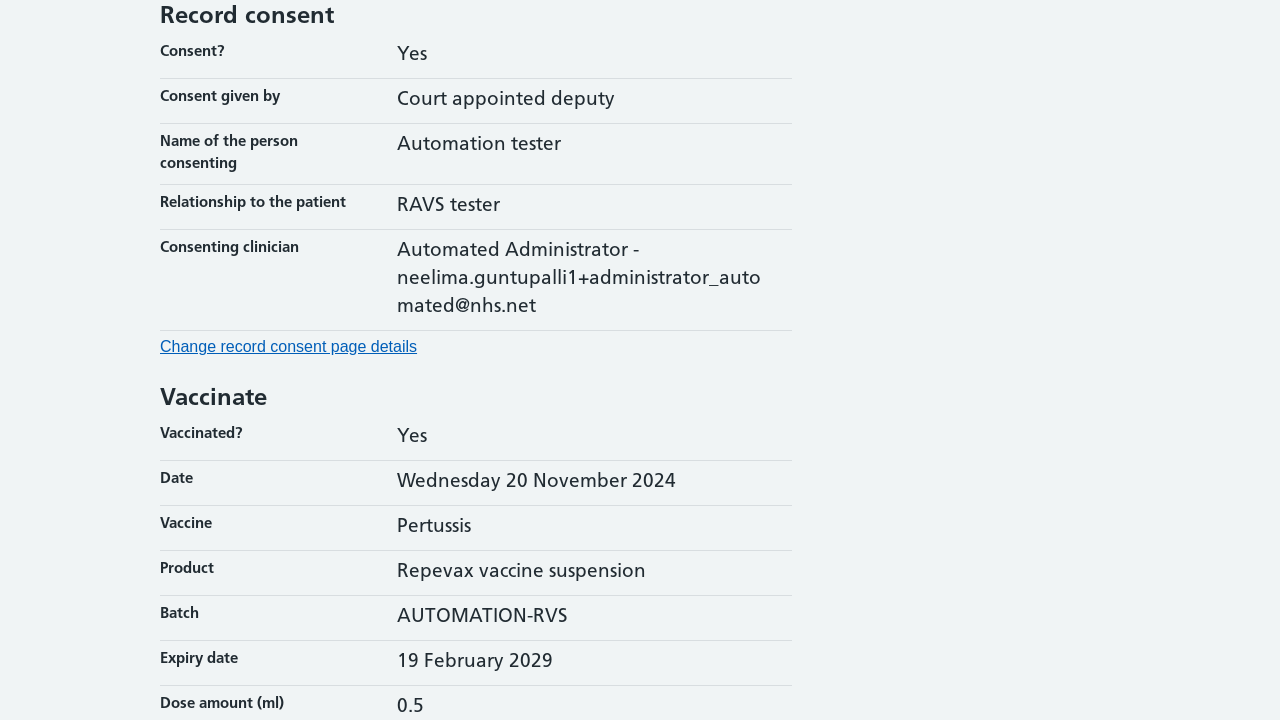 Record consent
Consent? Yes
Consent given by Court appointed deputy
Name of the person consenting Automation tester
Relationship to the patient RAVS tester
Consenting clinician Automated Administrator -
neelima.guntupalli1+administrator_auto
mated@nhs.net
Change record consent page details
Vaccinate
Vaccinated? Yes
Date Wednesday 20 November 2024
Vaccine Pertussis
Product Repevax vaccine suspension
Batch AUTOMATION-RVS
Expiry date 19 February 2029
Dose amount (ml) 0.5